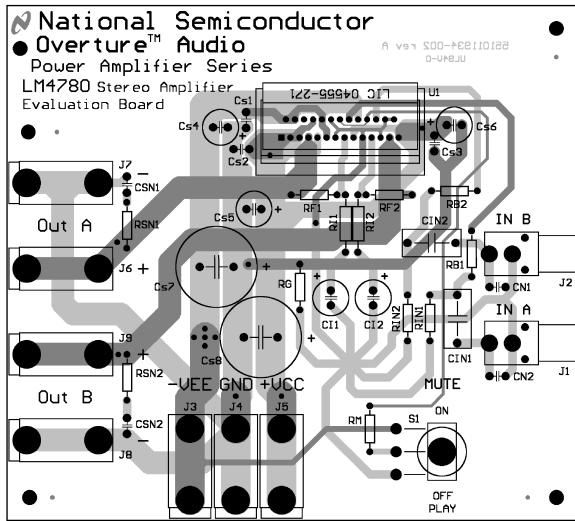 National Semiconductor
Overture™ Audio
Power Amplifier Series
LM4780 Stereo Amplifier
Evaluation Board
551011934-002 rev A
UL94V-0
LIC 04555-271
U1
Cs1
Cs4
Cs6
Cs2
Cs3
J7
-
CSN1
RSN1
Out A
J6
+
RF1
RF2
RB2
Cs5
+
RI1
RI2
CIN2
IN B
RB1
J2
Cs7
+
RG
+
+
CN1
CI1
CI2
RIN2
RIN1
IN A
J9
+
Cs8
+
CIN1
J1
CN2
RSN2
-VEE GND +VCC
MUTE
Out B
CSN2
J3
J4
J5
RM
S1
ON
J8
-
OFF
PLAY